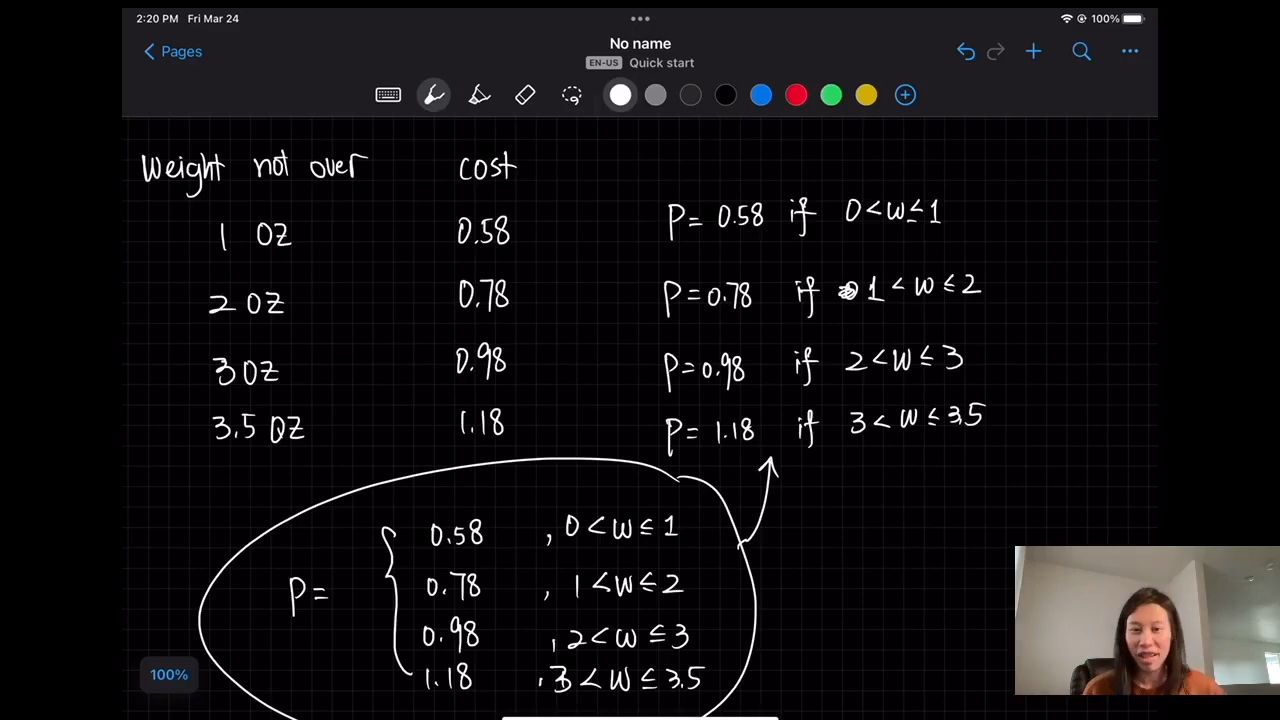 2:20 PM Fri Mar 24
100%
Pages
No name
EN-US Quick start
Weight not over cost
1 oz 0.58
2 oz 0.78
3 oz 0.98
3.5 oz 1.18
P = 0.58 if 0 < w ≤ 1
P = 0.78 if 1 < w ≤ 2
P = 0.98 if 2 < w ≤ 3
P = 1.18 if 3 < w ≤ 3.5
P =
0.58 , 0 < w ≤ 1
0.78 , 1 < w ≤ 2
0.98 , 2 < w ≤ 3
1.18 , 3 < w ≤ 3.5
100%